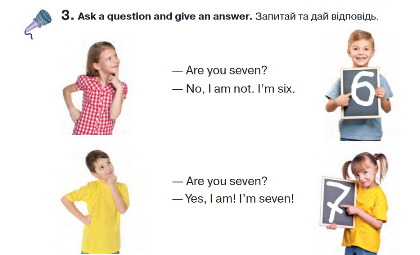 3. Ask a question and give an answer. Запитай та дай відповідь.
— Are you seven?
— No, I am not. I'm six.
6
— Are you seven?
— Yes, I am! I'm seven!
7